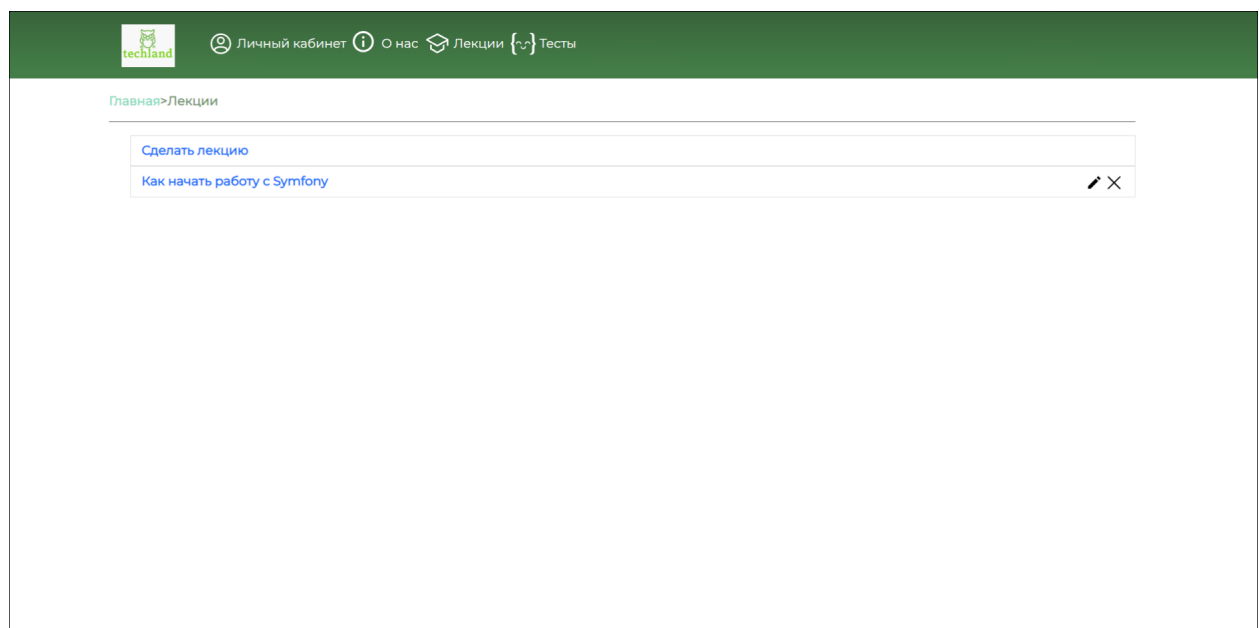 techland
Личный кабинет О нас Лекции Тесты
Главная>Лекции
Сделать лекцию
Как начать работу с Symfony